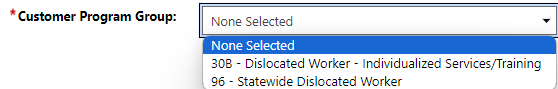 *Customer Program Group: None Selected
None Selected
30B - Dislocated Worker - Individualized Services/Training
96 - Statewide Dislocated Worker